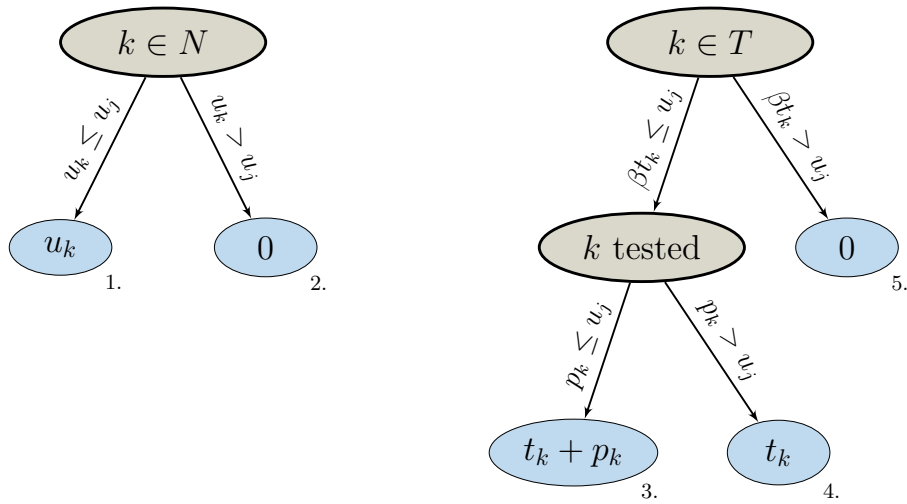 k ∈ N
k ∈ T
u_k ≤ u_j
u_k > u_j
βt_k ≤ u_j
βt_k > u_j
u_k
1.
0
2.
k tested
0
5.
p_k ≤ u_j
p_k > u_j
t_k + p_k
3.
t_k
4.